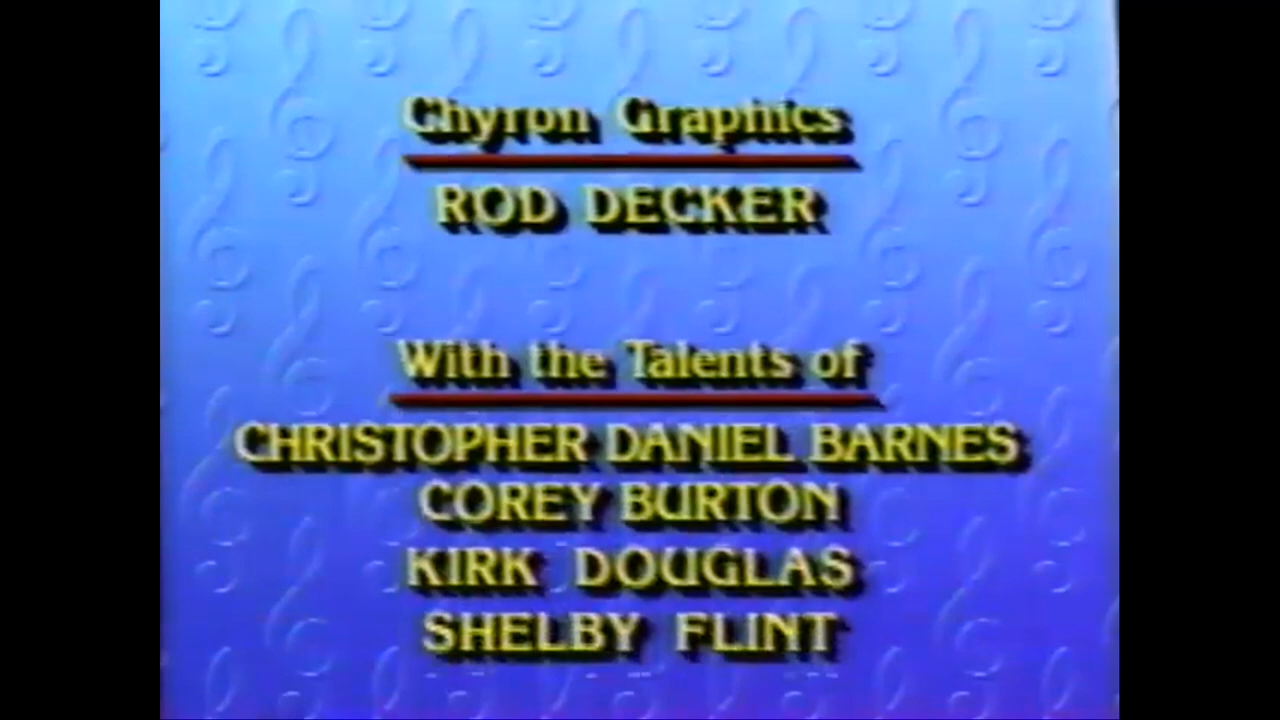 Chyron Graphics
ROD DECKER
With the Talents of
CHRISTOPHER DANIEL BARNES
COREY BURTON
KIRK DOUGLAS
SHELBY FLINT